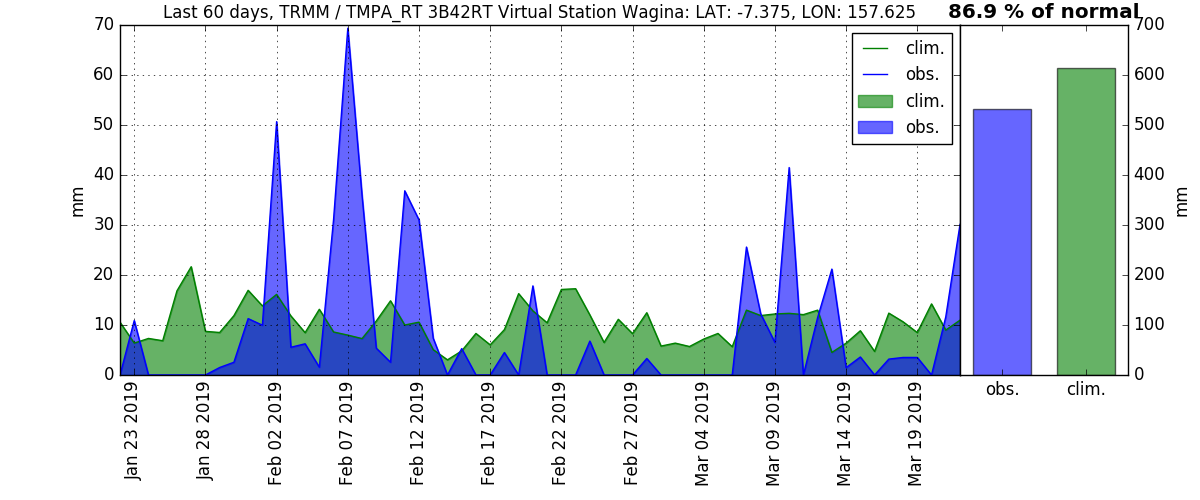 Last 60 days, TRMM / TMPA_RT 3B42RT Virtual Station Wagina: LAT: -7.375, LON: 157.625
86.9 % of normal
70
60
50
40
30
20
10
0
mm
clim.
obs.
clim.
obs.
Jan 23 2019
Jan 28 2019
Feb 02 2019
Feb 07 2019
Feb 12 2019
Feb 17 2019
Feb 22 2019
Feb 27 2019
Mar 04 2019
Mar 09 2019
Mar 14 2019
Mar 19 2019
700
600
500
400
300
200
100
0
mm
obs.
clim.